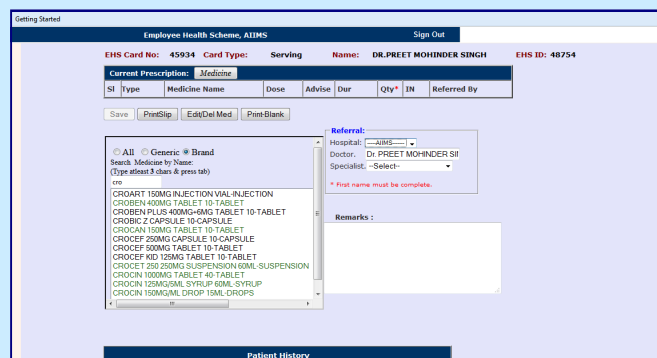 Getting Started
Employee Health Scheme, AIIMS Sign Out
EHS Card No: 45934 Card Type: Serving Name: DR.PREET MOHINDER SINGH EHS ID: 48754
Current Prescription: Medicine
Sl Type Medicine Name Dose Advise Dur Qty* IN Referred By
Save PrintSlip Edit/Del Med Print-Blank
Referral:
Hospital: ----AIIMS----
Doctor. Dr. PREET MOHINDER SI
Specialist. --Select--
* First name must be complete.
All Generic Brand
Search Medicine by Name:
(Type atleast 3 chars & press tab)
cro
CROART 150MG INJECTION VIAL-INJECTION
CROBEN 400MG TABLET 10-TABLET
CROBEN PLUS 400MG+6MG TABLET 10-TABLET
CROBIC Z CAPSULE 10-CAPSULE
CROCAN 150MG TABLET 10-TABLET
CROCEF 250MG CAPSULE 10-CAPSULE
CROCEF 500MG TABLET 10-TABLET
CROCEF KID 125MG TABLET 10-TABLET
CROCET 250 250MG SUSPENSION 60ML-SUSPENSION
CROCIN 1000MG TABLET 40-TABLET
CROCIN 125MG/5ML SYRUP 60ML-SYRUP
CROCIN 150MG/ML DROP 15ML-DROPS
Remarks :
Patient History